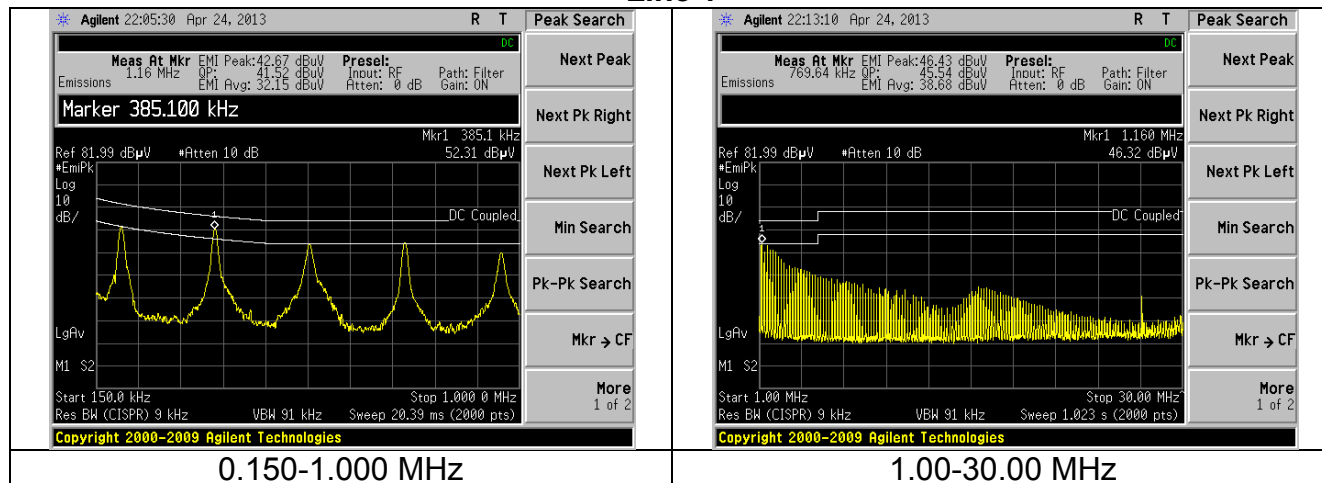 Agilent 22:05:30 Apr 24, 2013 R T Peak Search
DC
Meas At Mkr EMI Peak:42.67 dBuV Presel:
1.16 MHz QP: 41.52 dBuV Input: RF Path: Filter
Emissions EMI Avg: 32.15 dBuV Atten: 0 dB Gain: ON
Marker 385.100 kHz
Mkr1 385.1 kHz
Ref 81.99 dBµV #Atten 10 dB 52.31 dBµV
#EmiPk
Log
10
dB/
1
DC Coupled
LgAv
M1 S2
Start 150.0 kHz Stop 1.000 0 MHz
Res BW (CISPR) 9 kHz VBW 91 kHz Sweep 20.39 ms (2000 pts)
Copyright 2000-2009 Agilent Technologies
Next Peak
Next Pk Right
Next Pk Left
Min Search
Pk-Pk Search
Mkr → CF
More
1 of 2
0.150-1.000 MHz
Agilent 22:13:10 Apr 24, 2013 R T Peak Search
DC
Meas At Mkr EMI Peak:46.43 dBuV Presel:
769.64 kHz QP: 45.54 dBuV Input: RF Path: Filter
Emissions EMI Avg: 38.68 dBuV Atten: 0 dB Gain: ON
Mkr1 1.160 MHz
Ref 81.99 dBµV #Atten 10 dB 46.32 dBµV
#EmiPk
Log
10
dB/
1
DC Coupled
LgAv
M1 S2
Start 1.00 MHz Stop 30.00 MHz^
Res BW (CISPR) 9 kHz VBW 91 kHz Sweep 1.023 s (2000 pts)
Copyright 2000-2009 Agilent Technologies
Next Peak
Next Pk Right
Next Pk Left
Min Search
Pk-Pk Search
Mkr → CF
More
1 of 2
1.00-30.00 MHz